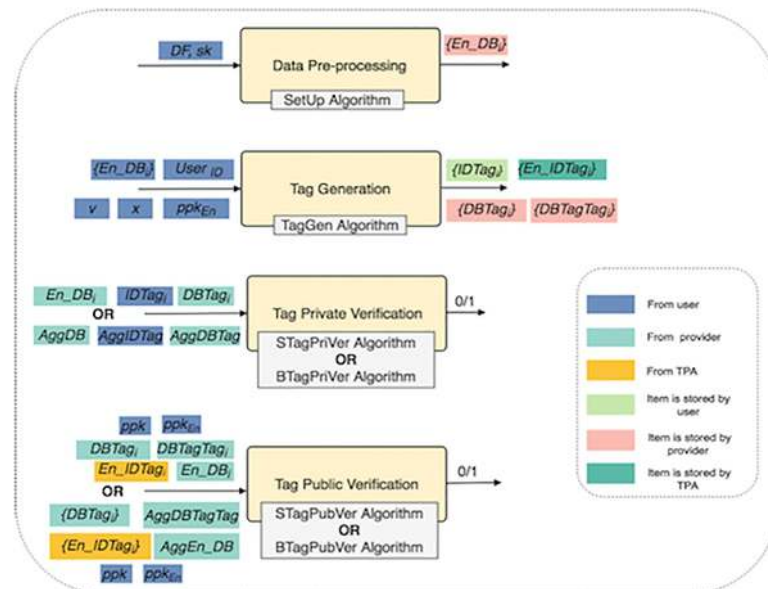 DF, sk
Data Pre-processing
{En_DBi}
SetUp Algorithm
{En_DBi} User ID
Tag Generation
{IDTagi} {En_IDTagi}
v x ppkEn
TagGen Algorithm
{DBTagi} {DBTagTagi}
En_DBi IDTagi DBTagi
OR
Tag Private Verification
0/1
AggDB AggIDTag AggDBTag
STagPriVer Algorithm
OR
BTagPriVer Algorithm
ppk ppkEn
DBTagi DBTagTagi
En_IDTagi En_DBi
OR
Tag Public Verification
0/1
{DBTagi} AggDBTagTag
{En_IDTagi} AggEn_DB
ppk ppkEn
STagPubVer Algorithm
OR
BTagPubVer Algorithm
From user
From provider
From TPA
Item is stored by
user
Item is stored by
provider
Item is stored by
TPA